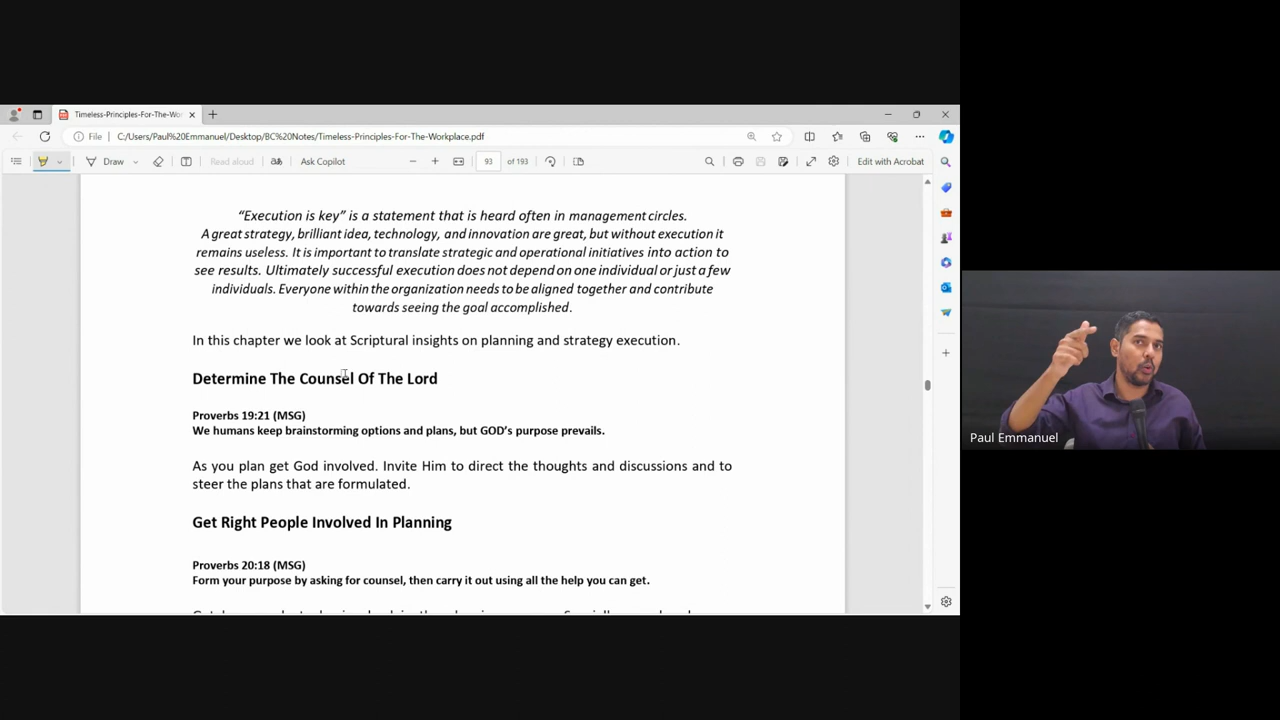 Timeless-Principles-For-The-Wor
File
C:/Users/Paul%20Emmanuel/Desktop/BC%20Notes/Timeless-Principles-For-The-Workplace.pdf
Draw
Read aloud
Ask Copilot
93 of 193
Edit with Acrobat
“Execution is key” is a statement that is heard often in management circles.
A great strategy, brilliant idea, technology, and innovation are great, but without execution it
remains useless. It is important to translate strategic and operational initiatives into action to
see results. Ultimately successful execution does not depend on one individual or just a few
individuals. Everyone within the organization needs to be aligned together and contribute
towards seeing the goal accomplished.
In this chapter we look at Scriptural insights on planning and strategy execution.
Determine The Counsel Of The Lord
Proverbs 19:21 (MSG)
We humans keep brainstorming options and plans, but GOD’s purpose prevails.
As you plan get God involved. Invite Him to direct the thoughts and discussions and to
steer the plans that are formulated.
Get Right People Involved In Planning
Proverbs 20:18 (MSG)
Form your purpose by asking for counsel, then carry it out using all the help you can get.
Paul Emmanuel